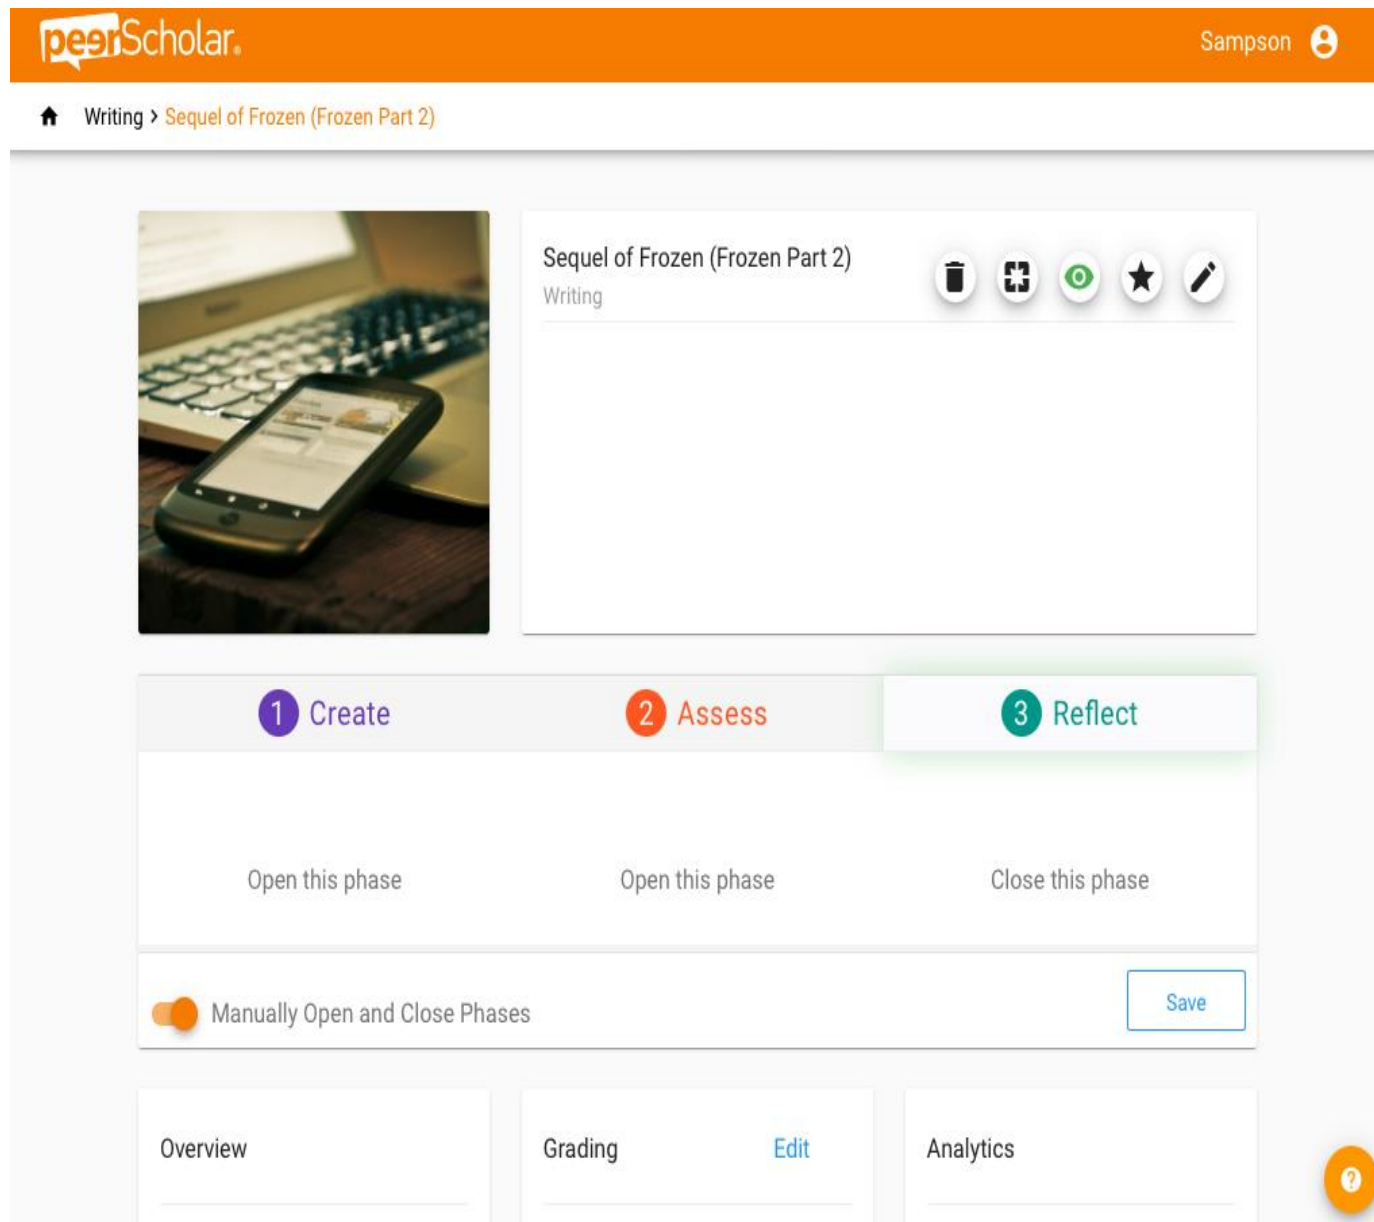 peerScholar®
Sampson
Writing > Sequel of Frozen (Frozen Part 2)
Sequel of Frozen (Frozen Part 2)
Writing
1 Create
2 Assess
3 Reflect
Open this phase
Open this phase
Close this phase
Manually Open and Close Phases
Save
Overview
Grading
Edit
Analytics
?